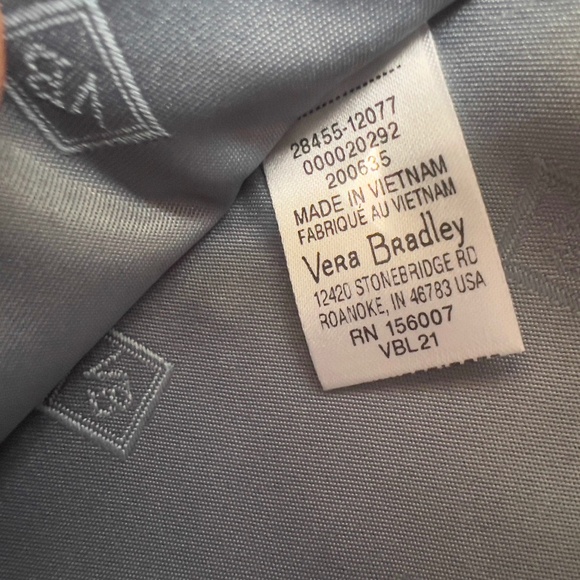 28455-12077
000020292
200635
MADE IN VIETNAM
FABRIQUÉ AU VIETNAM
Vera Bradley
12420 STONEBRIDGE RD
ROANOKE, IN 46783 USA
RN 156007
VBL21